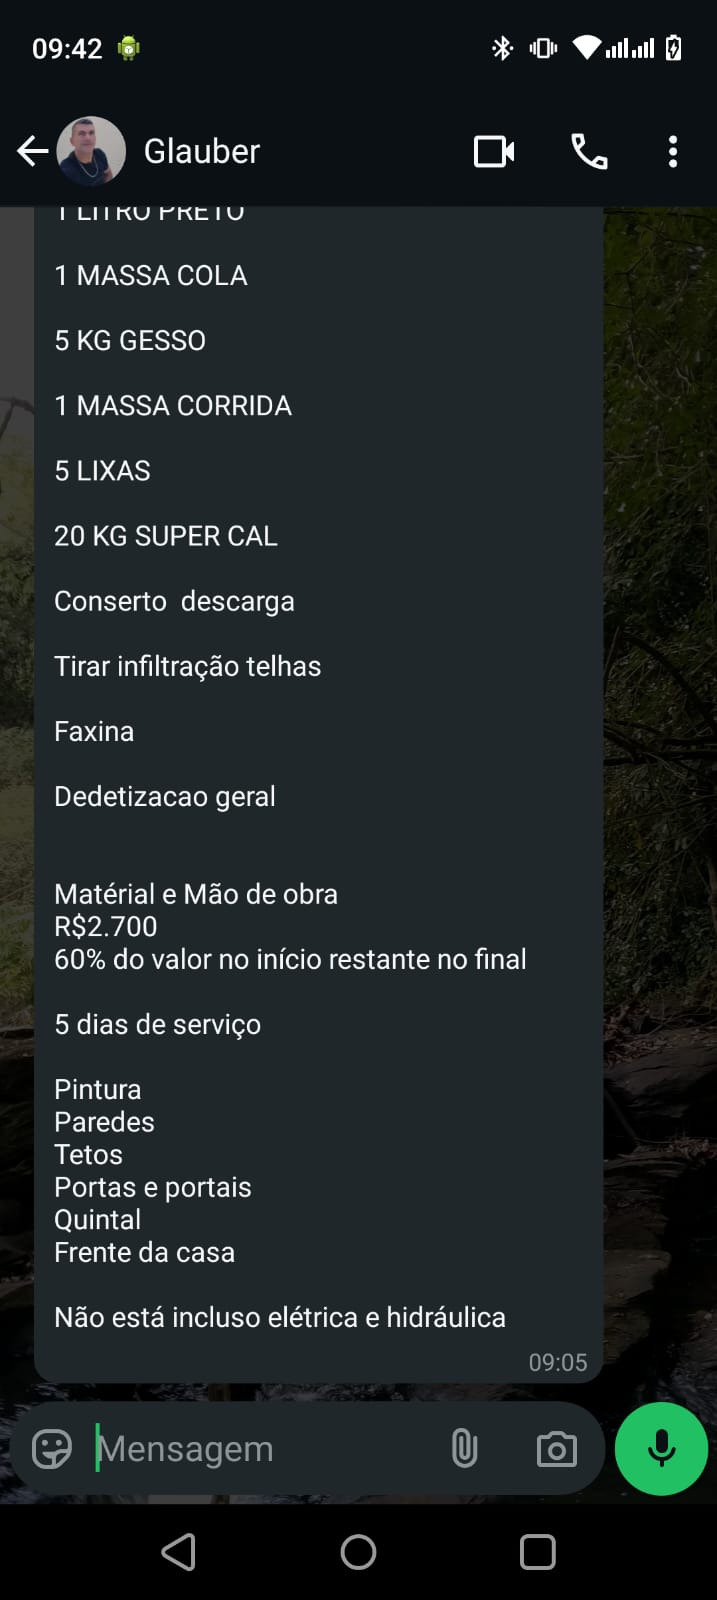 09:42
Glauber
1 LITRO PRETO
1 MASSA COLA
5 KG GESSO
1 MASSA CORRIDA
5 LIXAS
20 KG SUPER CAL
Conserto  descarga
Tirar infiltração telhas
Faxina
Dedetizacao geral
Matérial e Mão de obra
R$2.700
60% do valor no início restante no final
5 dias de serviço
Pintura
Paredes
Tetos
Portas e portais
Quintal
Frente da casa
Não está incluso elétrica e hidráulica
09:05
Mensagem